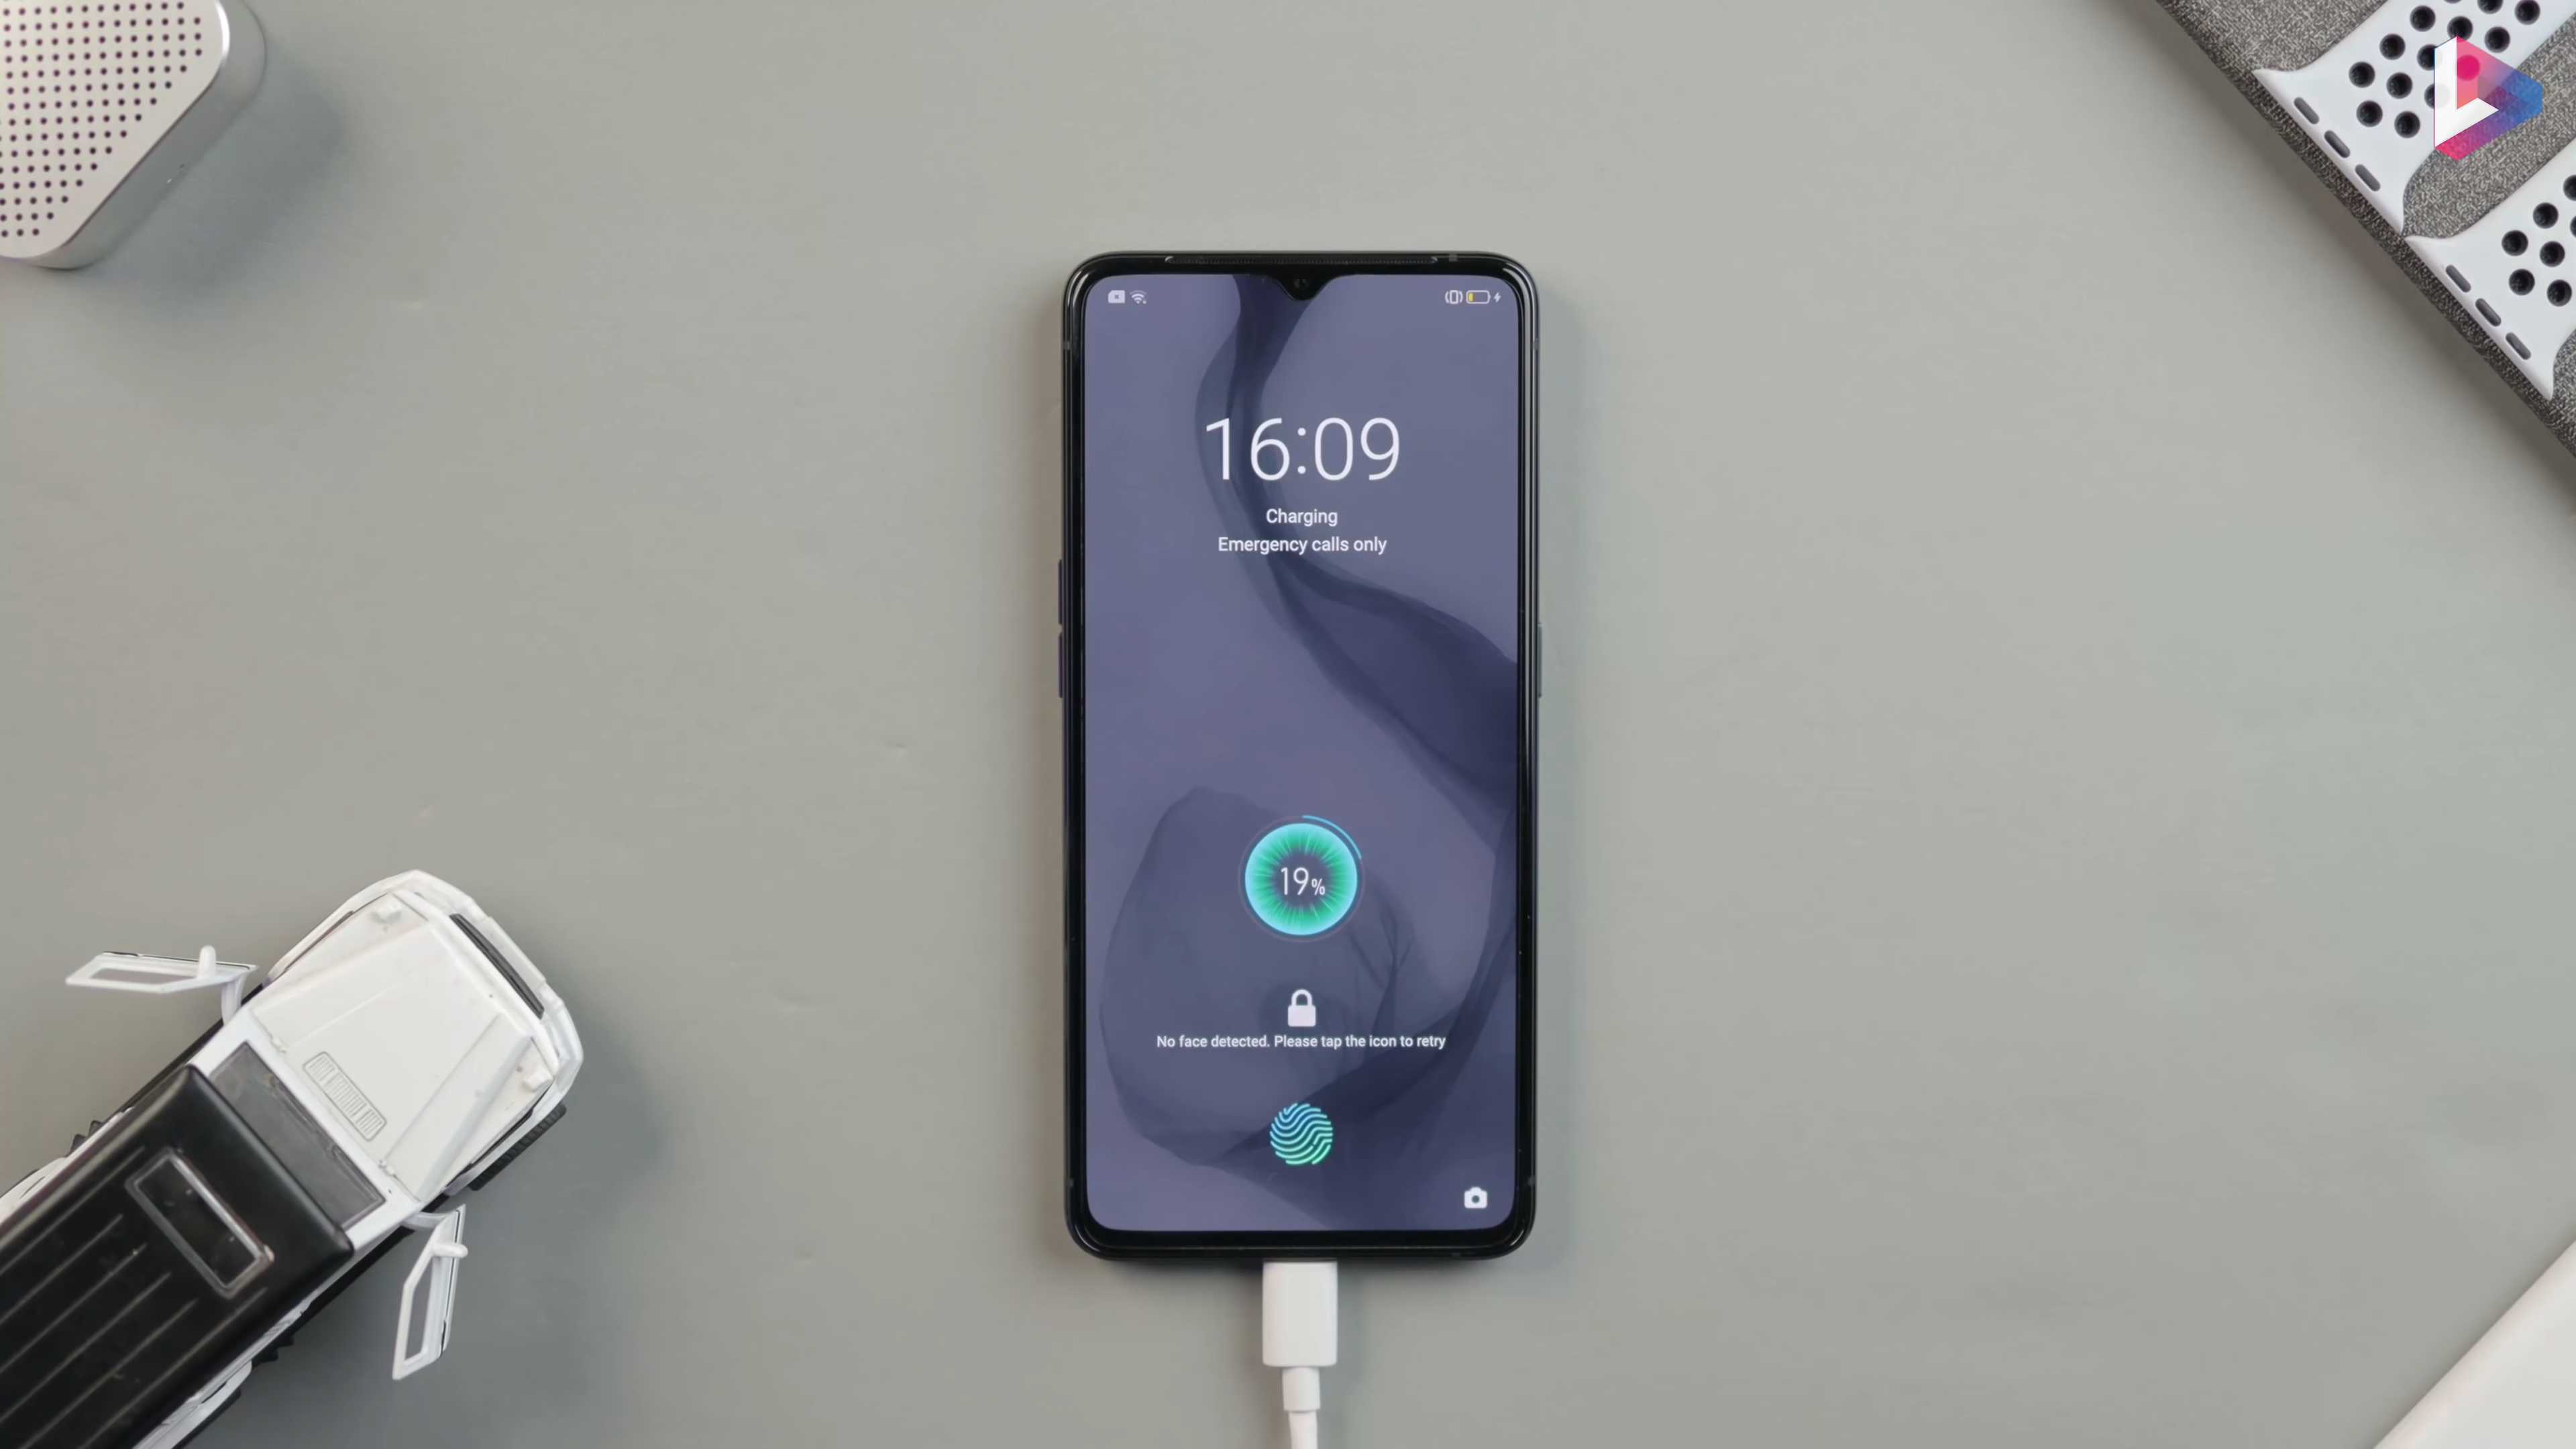 16:09
Charging
Emergency calls only
19%
No face detected. Please tap the icon to retry